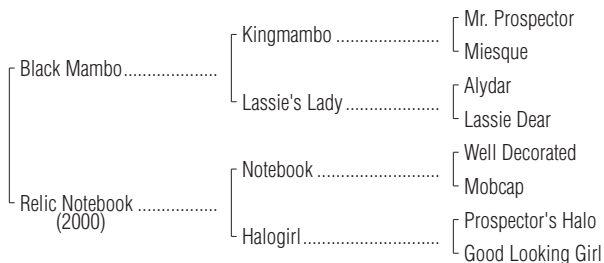 Mr. Prospector
Kingmambo ......................
Miesque
Black Mambo....................
Alydar
Lassie's Lady ....................
Lassie Dear
Well Decorated
Notebook ..........................
Mobcap
Relic Notebook .................
(2000)
Prospector's Halo
Halogirl.............................
Good Looking Girl